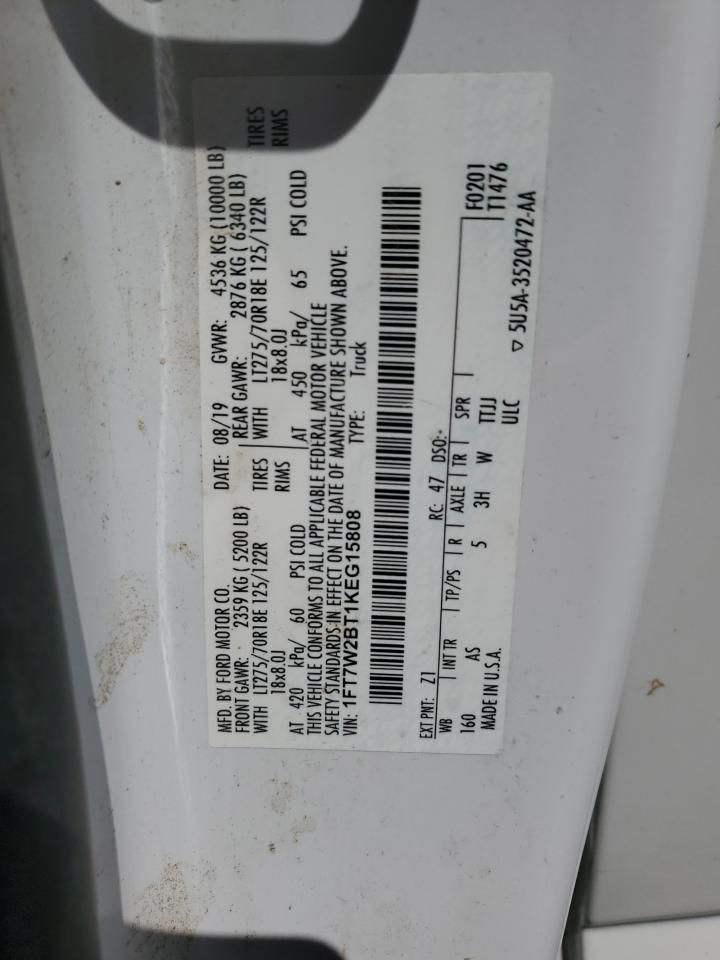 MFD. BY FORD MOTOR CO. DATE: 08/19 GVWR: 4536 KG (10000 LB)
FRONT GAWR: 2359 KG ( 5200 LB) REAR GAWR: 2876 KG ( 6340 LB)
WITH LT275/70R18E 125/122R TIRES WITH LT275/70R18E 125/122R TIRES
18x8.0J RIMS 18x8.0J RIMS
AT 420 kPa/ 60 PSI COLD AT 450 kPa/ 65 PSI COLD
THIS VEHICLE CONFORMS TO ALL APPLICABLE FEDERAL MOTOR VEHICLE
SAFETY STANDARDS IN EFFECT ON THE DATE OF MANUFACTURE SHOWN ABOVE.
VIN: 1FT7W2BT1KEG15808 TYPE: Truck
EXT PNT: Z1 RC: 47 DSO:
WB INT TR TP/PS R AXLE TR SPR F0201
160 AS 5 3H W TTJJ T1476
MADE IN U.S.A. ULC
▽ 5U5A-3520472-AA